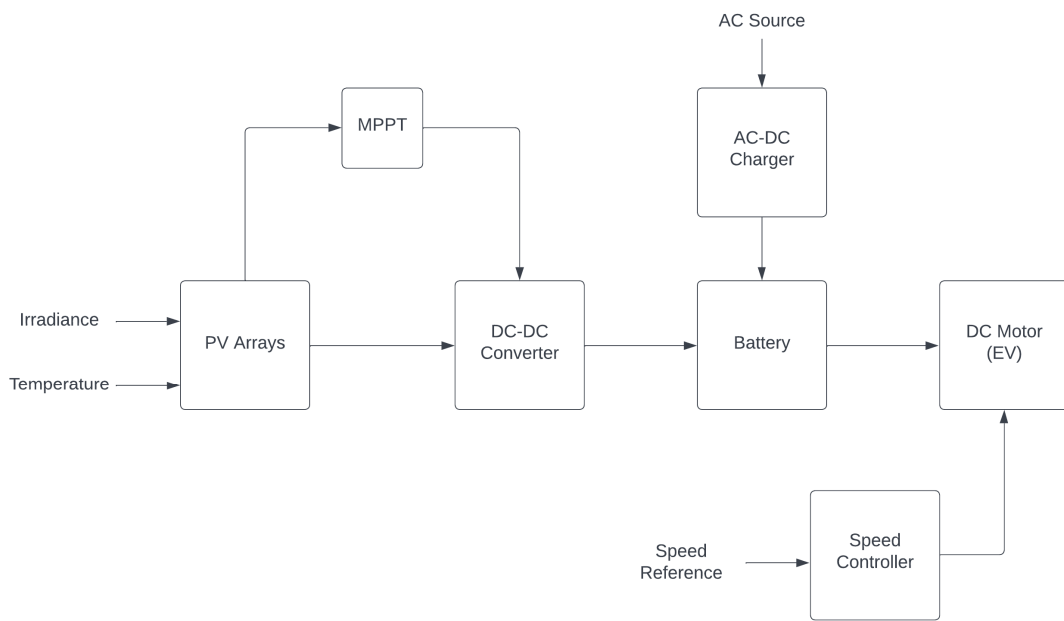 AC Source
MPPT
AC-DC
Charger
Irradiance
PV Arrays
DC-DC
Converter
Battery
DC Motor
(EV)
Temperature
Speed
Reference
Speed
Controller